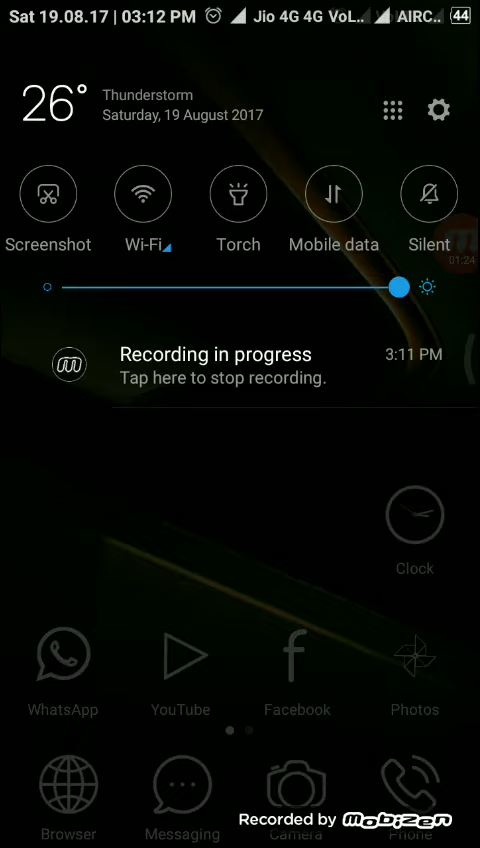 Sat 19.08.17 | 03:12 PM Jio 4G 4G VoL.. AIRC.. 44
26° Thunderstorm
Saturday, 19 August 2017
Screenshot Wi-Fi Torch Mobile data Silent
01:24
Recording in progress 3:11 PM
Tap here to stop recording.
Clock
WhatsApp YouTube Facebook Photos
Recorded by Mobizen
Browser Messaging Camera Phone